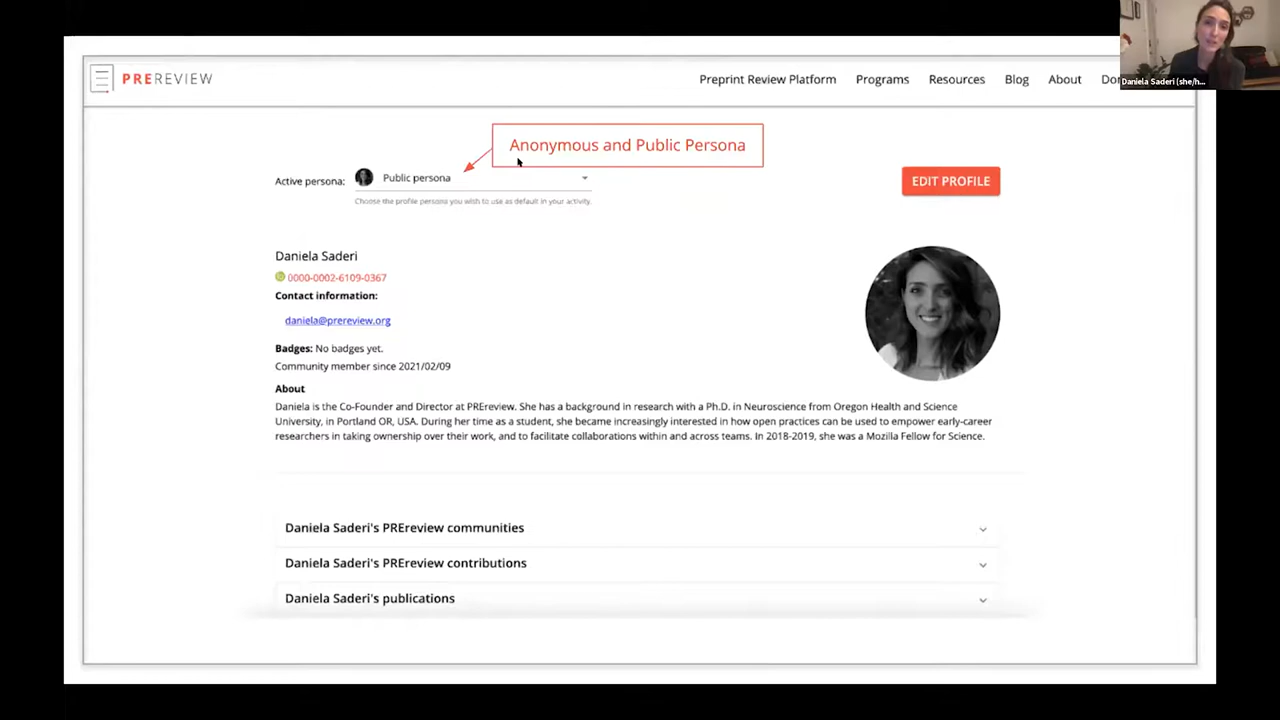 PREREVIEW
Preprint Review Platform
Programs
Resources
Blog
About
Daniela Saderi (she/h...
Anonymous and Public Persona
Active persona:
Public persona
Choose the profile persona you wish to use as default in your activity.
EDIT PROFILE
Daniela Saderi
0000-0002-6109-0367
Contact information:
daniela@prereview.org
Badges: No badges yet.
Community member since 2021/02/09
About
Daniela is the Co-Founder and Director at PREreview. She has a background in research with a Ph.D. in Neuroscience from Oregon Health and Science
University, in Portland OR, USA. During her time as a student, she became increasingly interested in how open practices can be used to empower early-career
researchers in taking ownership over their work, and to facilitate collaborations within and across teams. In 2018-2019, she was a Mozilla Fellow for Science.
Daniela Saderi's PREreview communities
Daniela Saderi's PREreview contributions
Daniela Saderi's publications